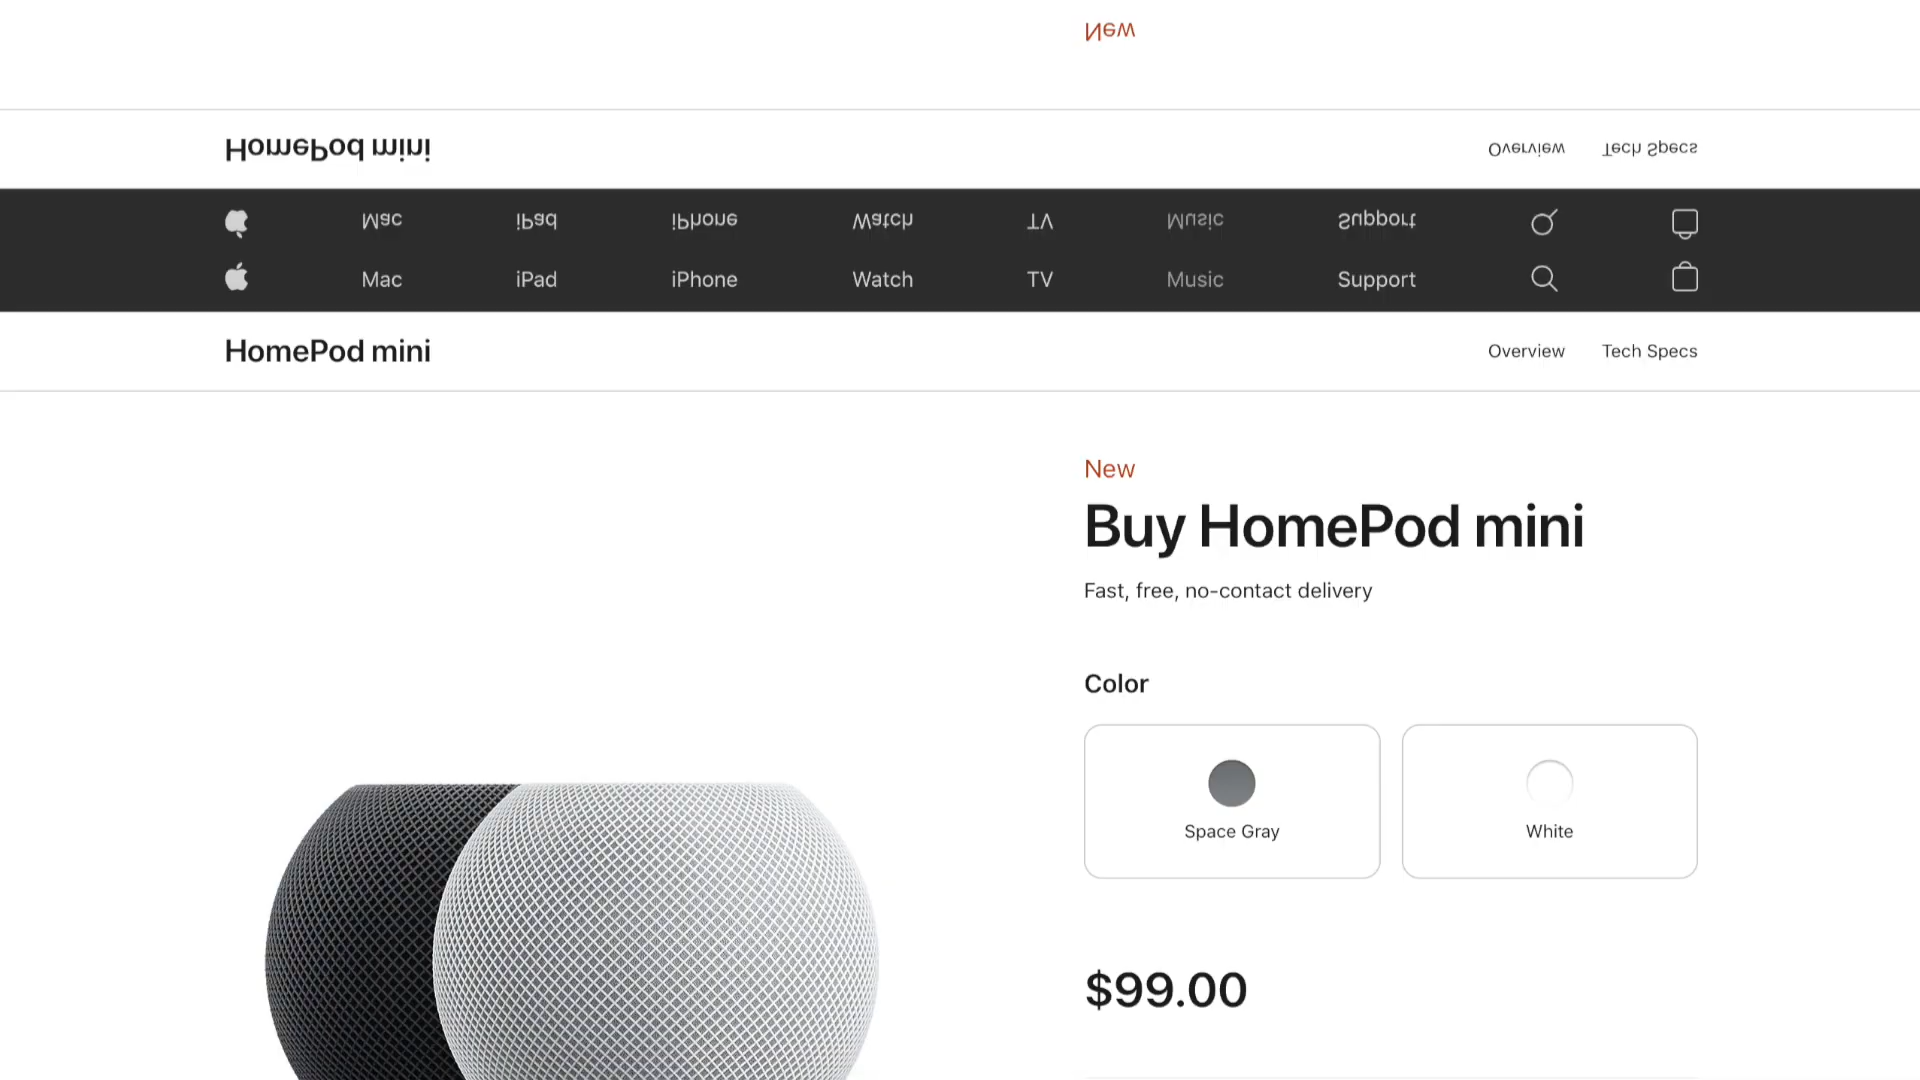 New
HomePod mini Overview Tech Specs
Mac iPad iPhone Watch TV Music Support
Mac iPad iPhone Watch TV Music Support
HomePod mini Overview Tech Specs
New
Buy HomePod mini
Fast, free, no-contact delivery
Color
Space Gray White
$99.00